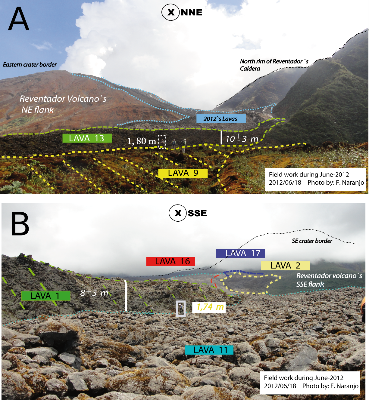 A
X NNE
Eastern crater border
North rim of Reventador´s
Caldera
Reventador Volcano´s
NE flank
2012´s Lavas
LAVA 13
1, 80 m
10±3 m
LAVA 9
Field work during June-2012
2012/06/18 Photo by: F. Naranjo
B
X SSE
SE crater border
LAVA 17
LAVA 16
LAVA 2
Reventador volcano´s
SSE flank
LAVA 1
8±3 m
1,74 m
LAVA 11
Field work during June-2012
2012/06/18 Photo by: F. Naranjo